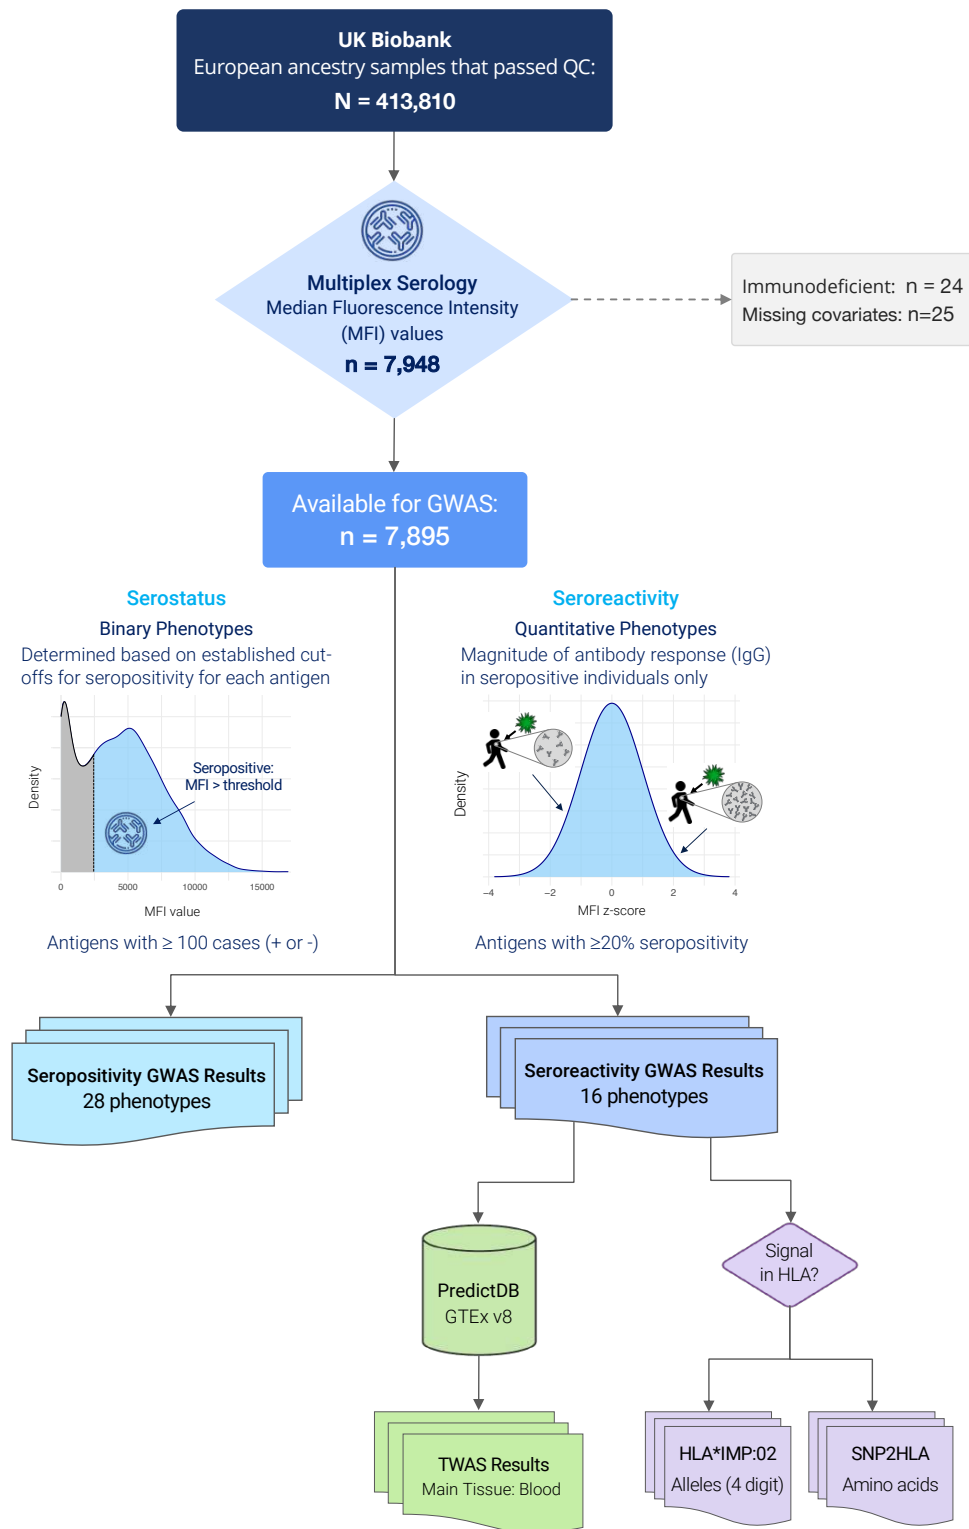 UK Biobank
European ancestry samples that passed QC:
N = 413,810
Multiplex Serology
Median Fluorescence Intensity
(MFI) values
n = 7,948
Immunodeficient: n = 24
Missing covariates: n=25
Available for GWAS:
n = 7,895
Serostatus
Binary Phenotypes
Determined based on established cut-
offs for seropositivity for each antigen
Density
Seropositive:
MFI > threshold
0 5000 10000 15000
MFI value
Antigens with ≥ 100 cases (+ or -)
Seroreactivity
Quantitative Phenotypes
Magnitude of antibody response (IgG)
in seropositive individuals only
Density
−4 −2 0 2 4
MFI z-score
Antigens with ≥20% seropositivity
Seropositivity GWAS Results
28 phenotypes
Seroreactivity GWAS Results
16 phenotypes
PredictDB
GTEx v8
Signal
in HLA?
TWAS Results
Main Tissue: Blood
HLA*IMP:02
Alleles (4 digit)
SNP2HLA
Amino acids